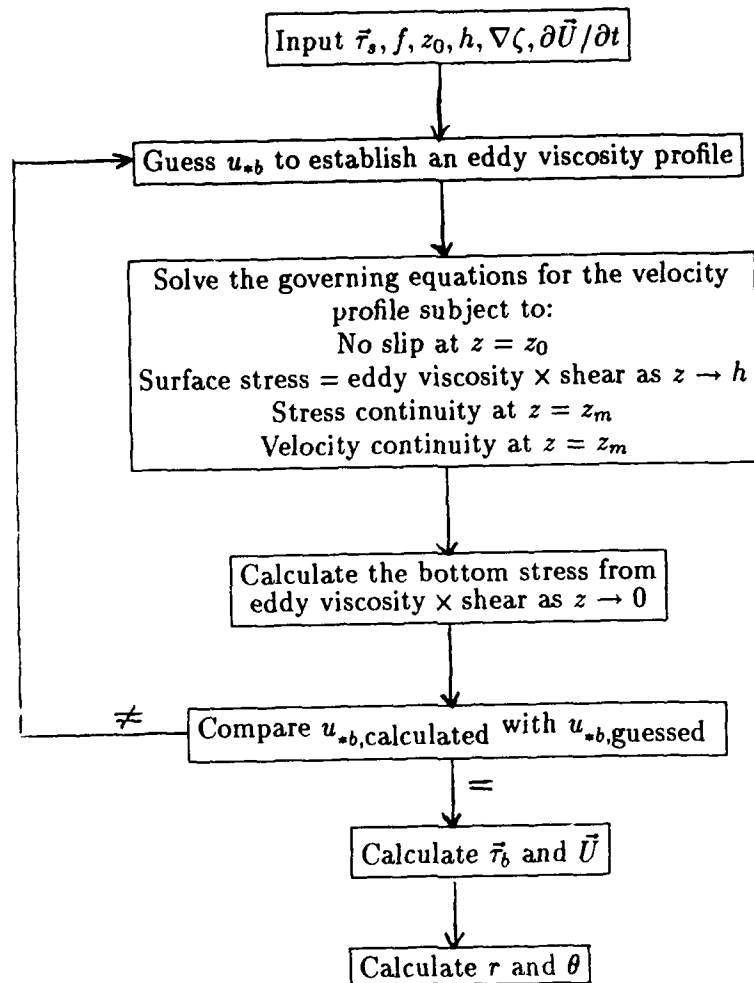 Input $\vec{\tau}_s, f, z_0, h, \nabla\zeta, \partial\vec{U}/\partial t$
Guess $u_{*b}$ to establish an eddy viscosity profile
Solve the governing equations for the velocity
profile subject to:
No slip at $z = z_0$
Surface stress = eddy viscosity × shear as $z \to h$
Stress continuity at $z = z_m$
Velocity continuity at $z = z_m$
Calculate the bottom stress from
eddy viscosity × shear as $z \to 0$
≠
Compare $u_{*b,\text{calculated}}$ with $u_{*b,\text{guessed}}$
=
Calculate $\vec{\tau}_b$ and $\vec{U}$
Calculate $r$ and $\theta$